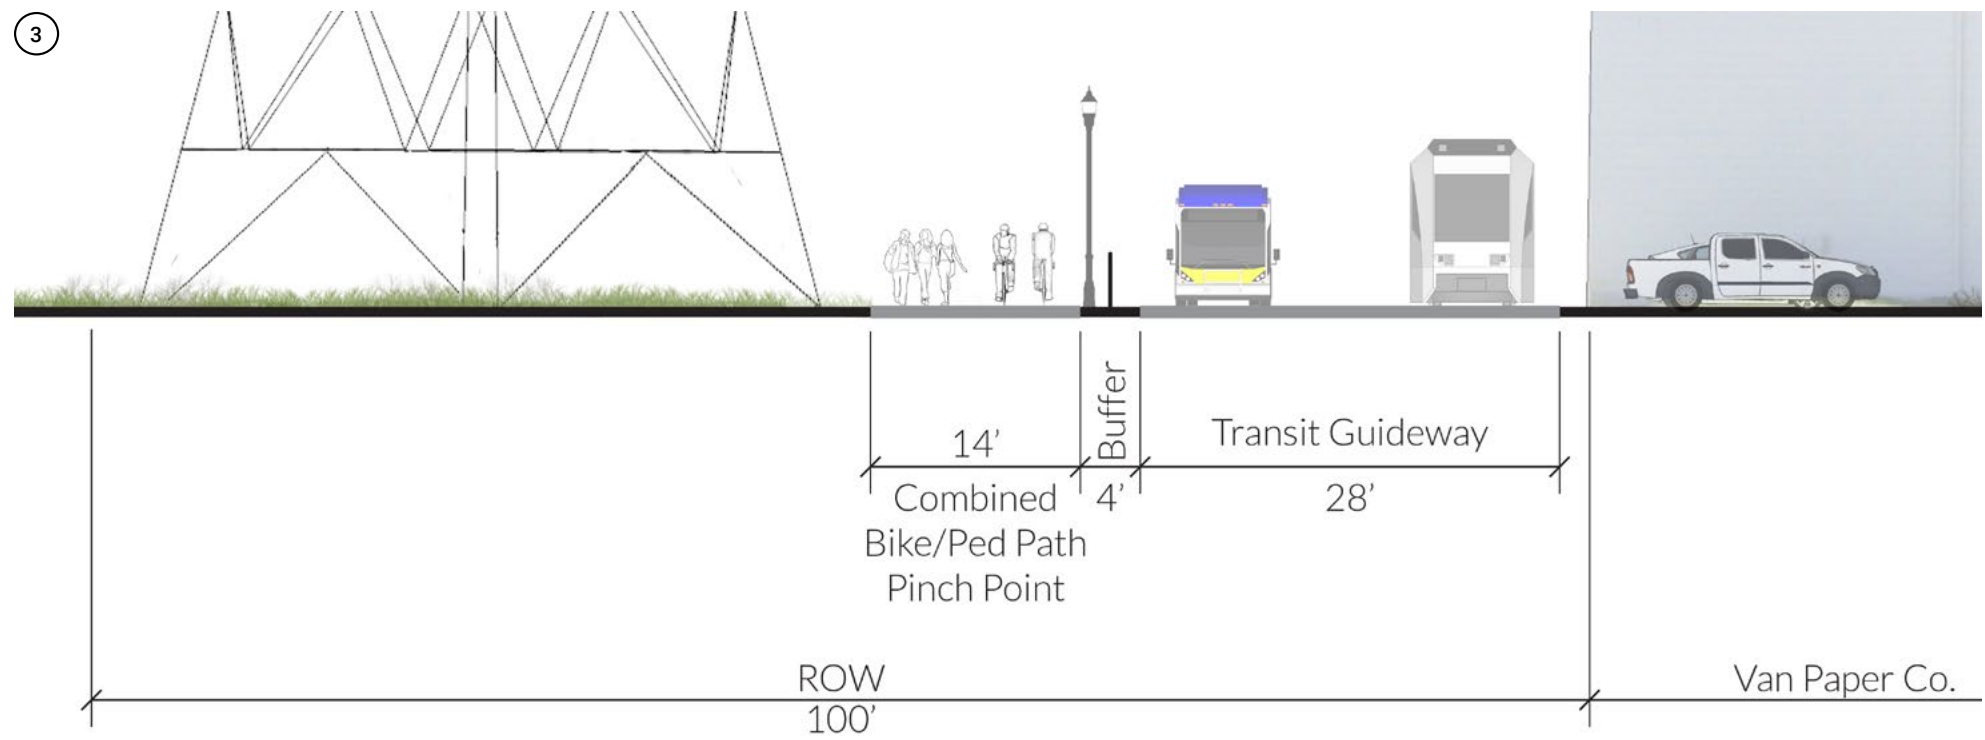 3
14’
Buffer
Transit Guideway
Combined
Bike/Ped Path
Pinch Point
4’
28’
ROW
100’
Van Paper Co.